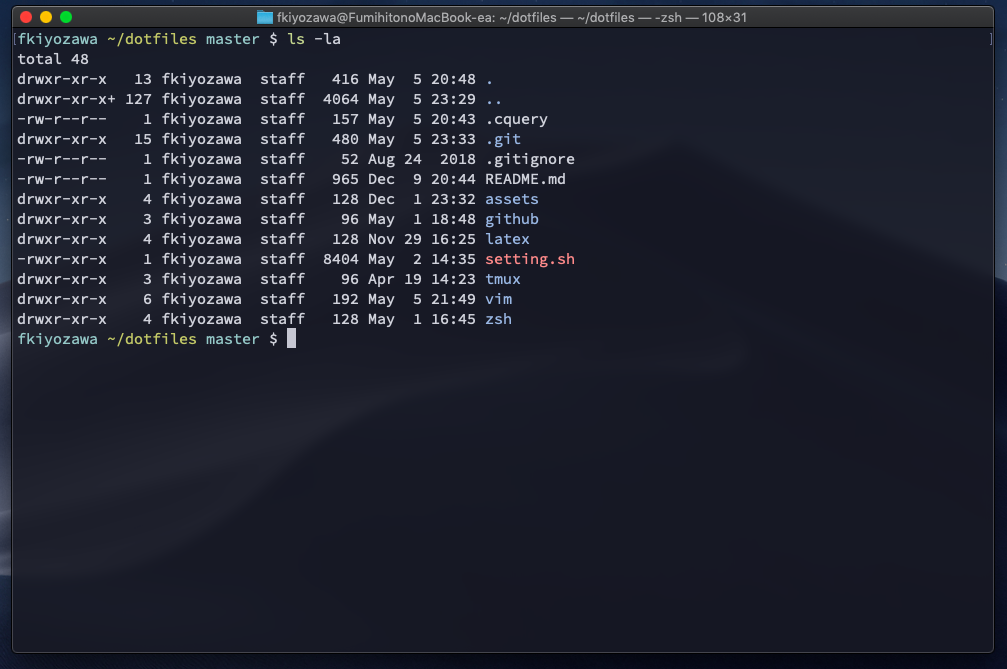 fkiyozawa@FumihitonoMacBook-ea: ~/dotfiles — ~/dotfiles — -zsh — 108×31
[fkiyozawa ~/dotfiles master $ ls -la ]
total 48
drwxr-xr-x   13 fkiyozawa  staff   416 May  5 20:48 .
drwxr-xr-x+ 127 fkiyozawa  staff  4064 May  5 23:29 ..
-rw-r--r--    1 fkiyozawa  staff   157 May  5 20:43 .cquery
drwxr-xr-x   15 fkiyozawa  staff   480 May  5 23:33 .git
-rw-r--r--    1 fkiyozawa  staff    52 Aug 24  2018 .gitignore
-rw-r--r--    1 fkiyozawa  staff   965 Dec  9 20:44 README.md
drwxr-xr-x    4 fkiyozawa  staff   128 Dec  1 23:32 assets
drwxr-xr-x    3 fkiyozawa  staff    96 May  1 18:48 github
drwxr-xr-x    4 fkiyozawa  staff   128 Nov 29 16:25 latex
-rwxr-xr-x    1 fkiyozawa  staff  8404 May  2 14:35 setting.sh
drwxr-xr-x    3 fkiyozawa  staff    96 Apr 19 14:23 tmux
drwxr-xr-x    6 fkiyozawa  staff   192 May  5 21:49 vim
drwxr-xr-x    4 fkiyozawa  staff   128 May  1 16:45 zsh
fkiyozawa ~/dotfiles master $